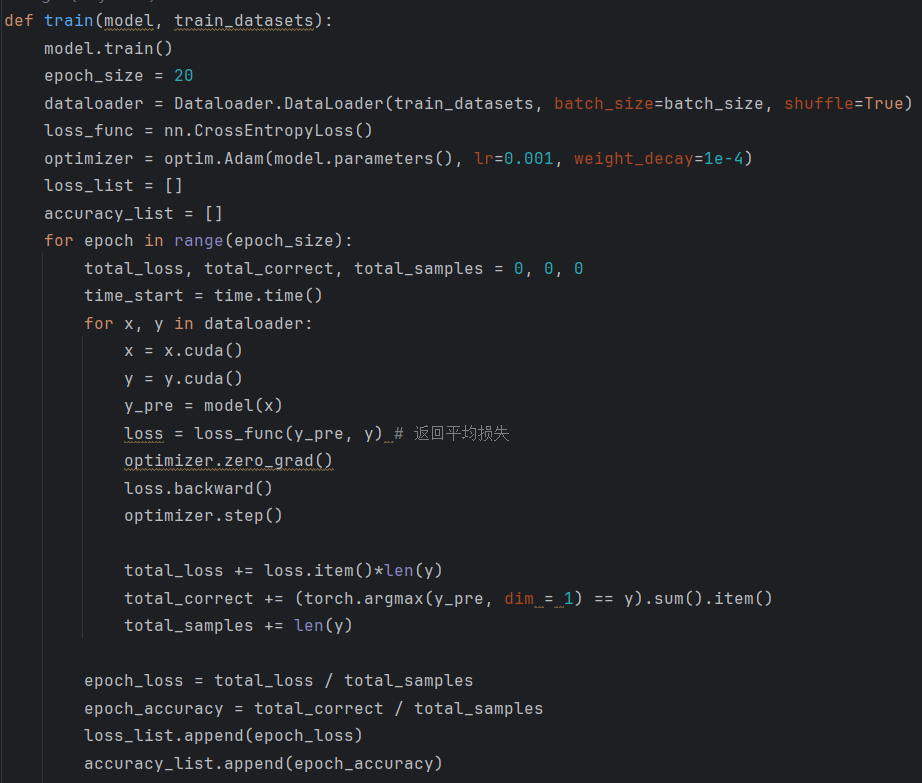 def train(model, train_datasets):
    model.train()
    epoch_size = 20
    dataloader = Dataloader.DataLoader(train_datasets, batch_size=batch_size, shuffle=True)
    loss_func = nn.CrossEntropyLoss()
    optimizer = optim.Adam(model.parameters(), lr=0.001, weight_decay=1e-4)
    loss_list = []
    accuracy_list = []
    for epoch in range(epoch_size):
        total_loss, total_correct, total_samples = 0, 0, 0
        time_start = time.time()
        for x, y in dataloader:
            x = x.cuda()
            y = y.cuda()
            y_pre = model(x)
            loss = loss_func(y_pre, y) # 返回平均损失
            optimizer.zero_grad()
            loss.backward()
            optimizer.step()

            total_loss += loss.item()*len(y)
            total_correct += (torch.argmax(y_pre, dim = 1) == y).sum().item()
            total_samples += len(y)

        epoch_loss = total_loss / total_samples
        epoch_accuracy = total_correct / total_samples
        loss_list.append(epoch_loss)
        accuracy_list.append(epoch_accuracy)